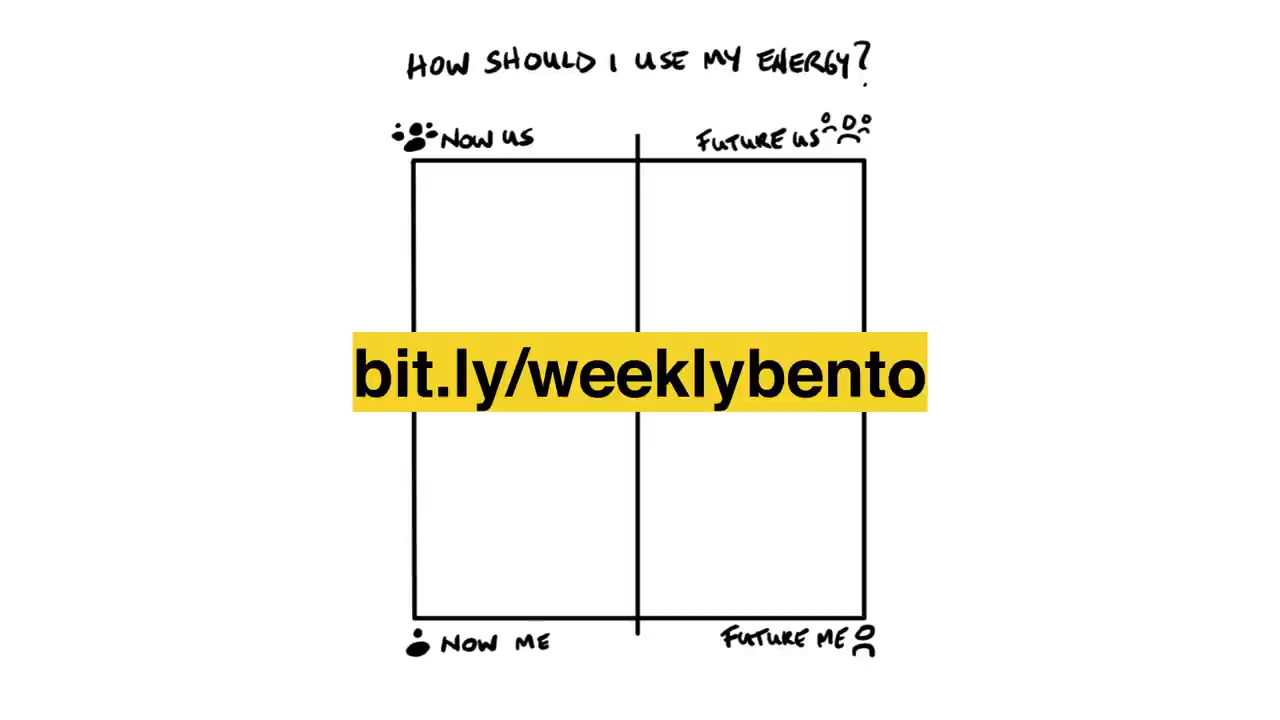 HOW SHOULD I USE MY ENERGY?
NOW US
FUTURE US
bit.ly/weeklybento
NOW ME
FUTURE ME